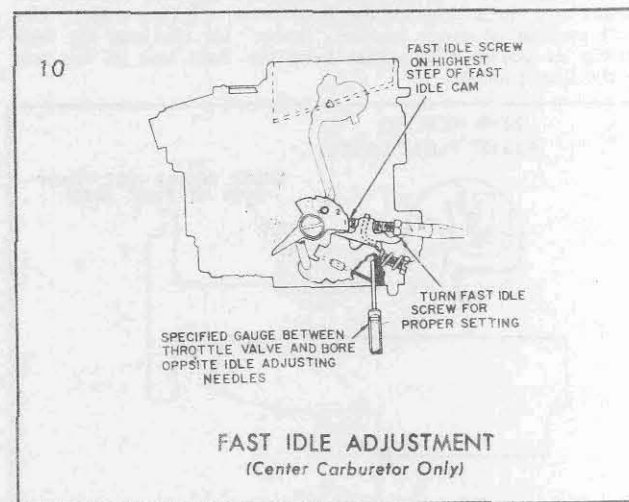 10
FAST IDLE SCREW
ON HIGHEST
STEP OF FAST
IDLE CAM
TURN FAST IDLE
SCREW FOR
PROPER SETTING
SPECIFIED GAUGE BETWEEN
THROTTLE VALVE AND BORE
OPPSITE IDLE ADJUSTING
NEEDLES
FAST IDLE ADJUSTMENT
(Center Carburetor Only)